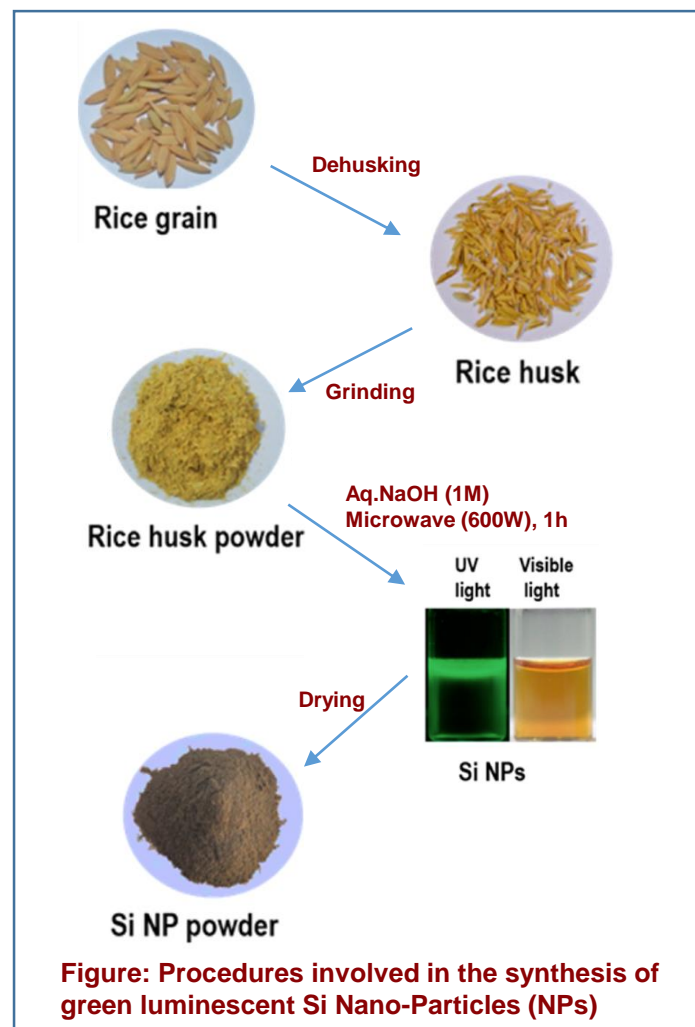 Dehusking
Rice grain
Rice husk
Grinding
Aq.NaOH (1M)
Microwave (600W), 1h
Rice husk powder
UV light
Visible light
Drying
Si NPs
Si NP powder
Figure: Procedures involved in the synthesis of
green luminescent Si Nano-Particles (NPs)